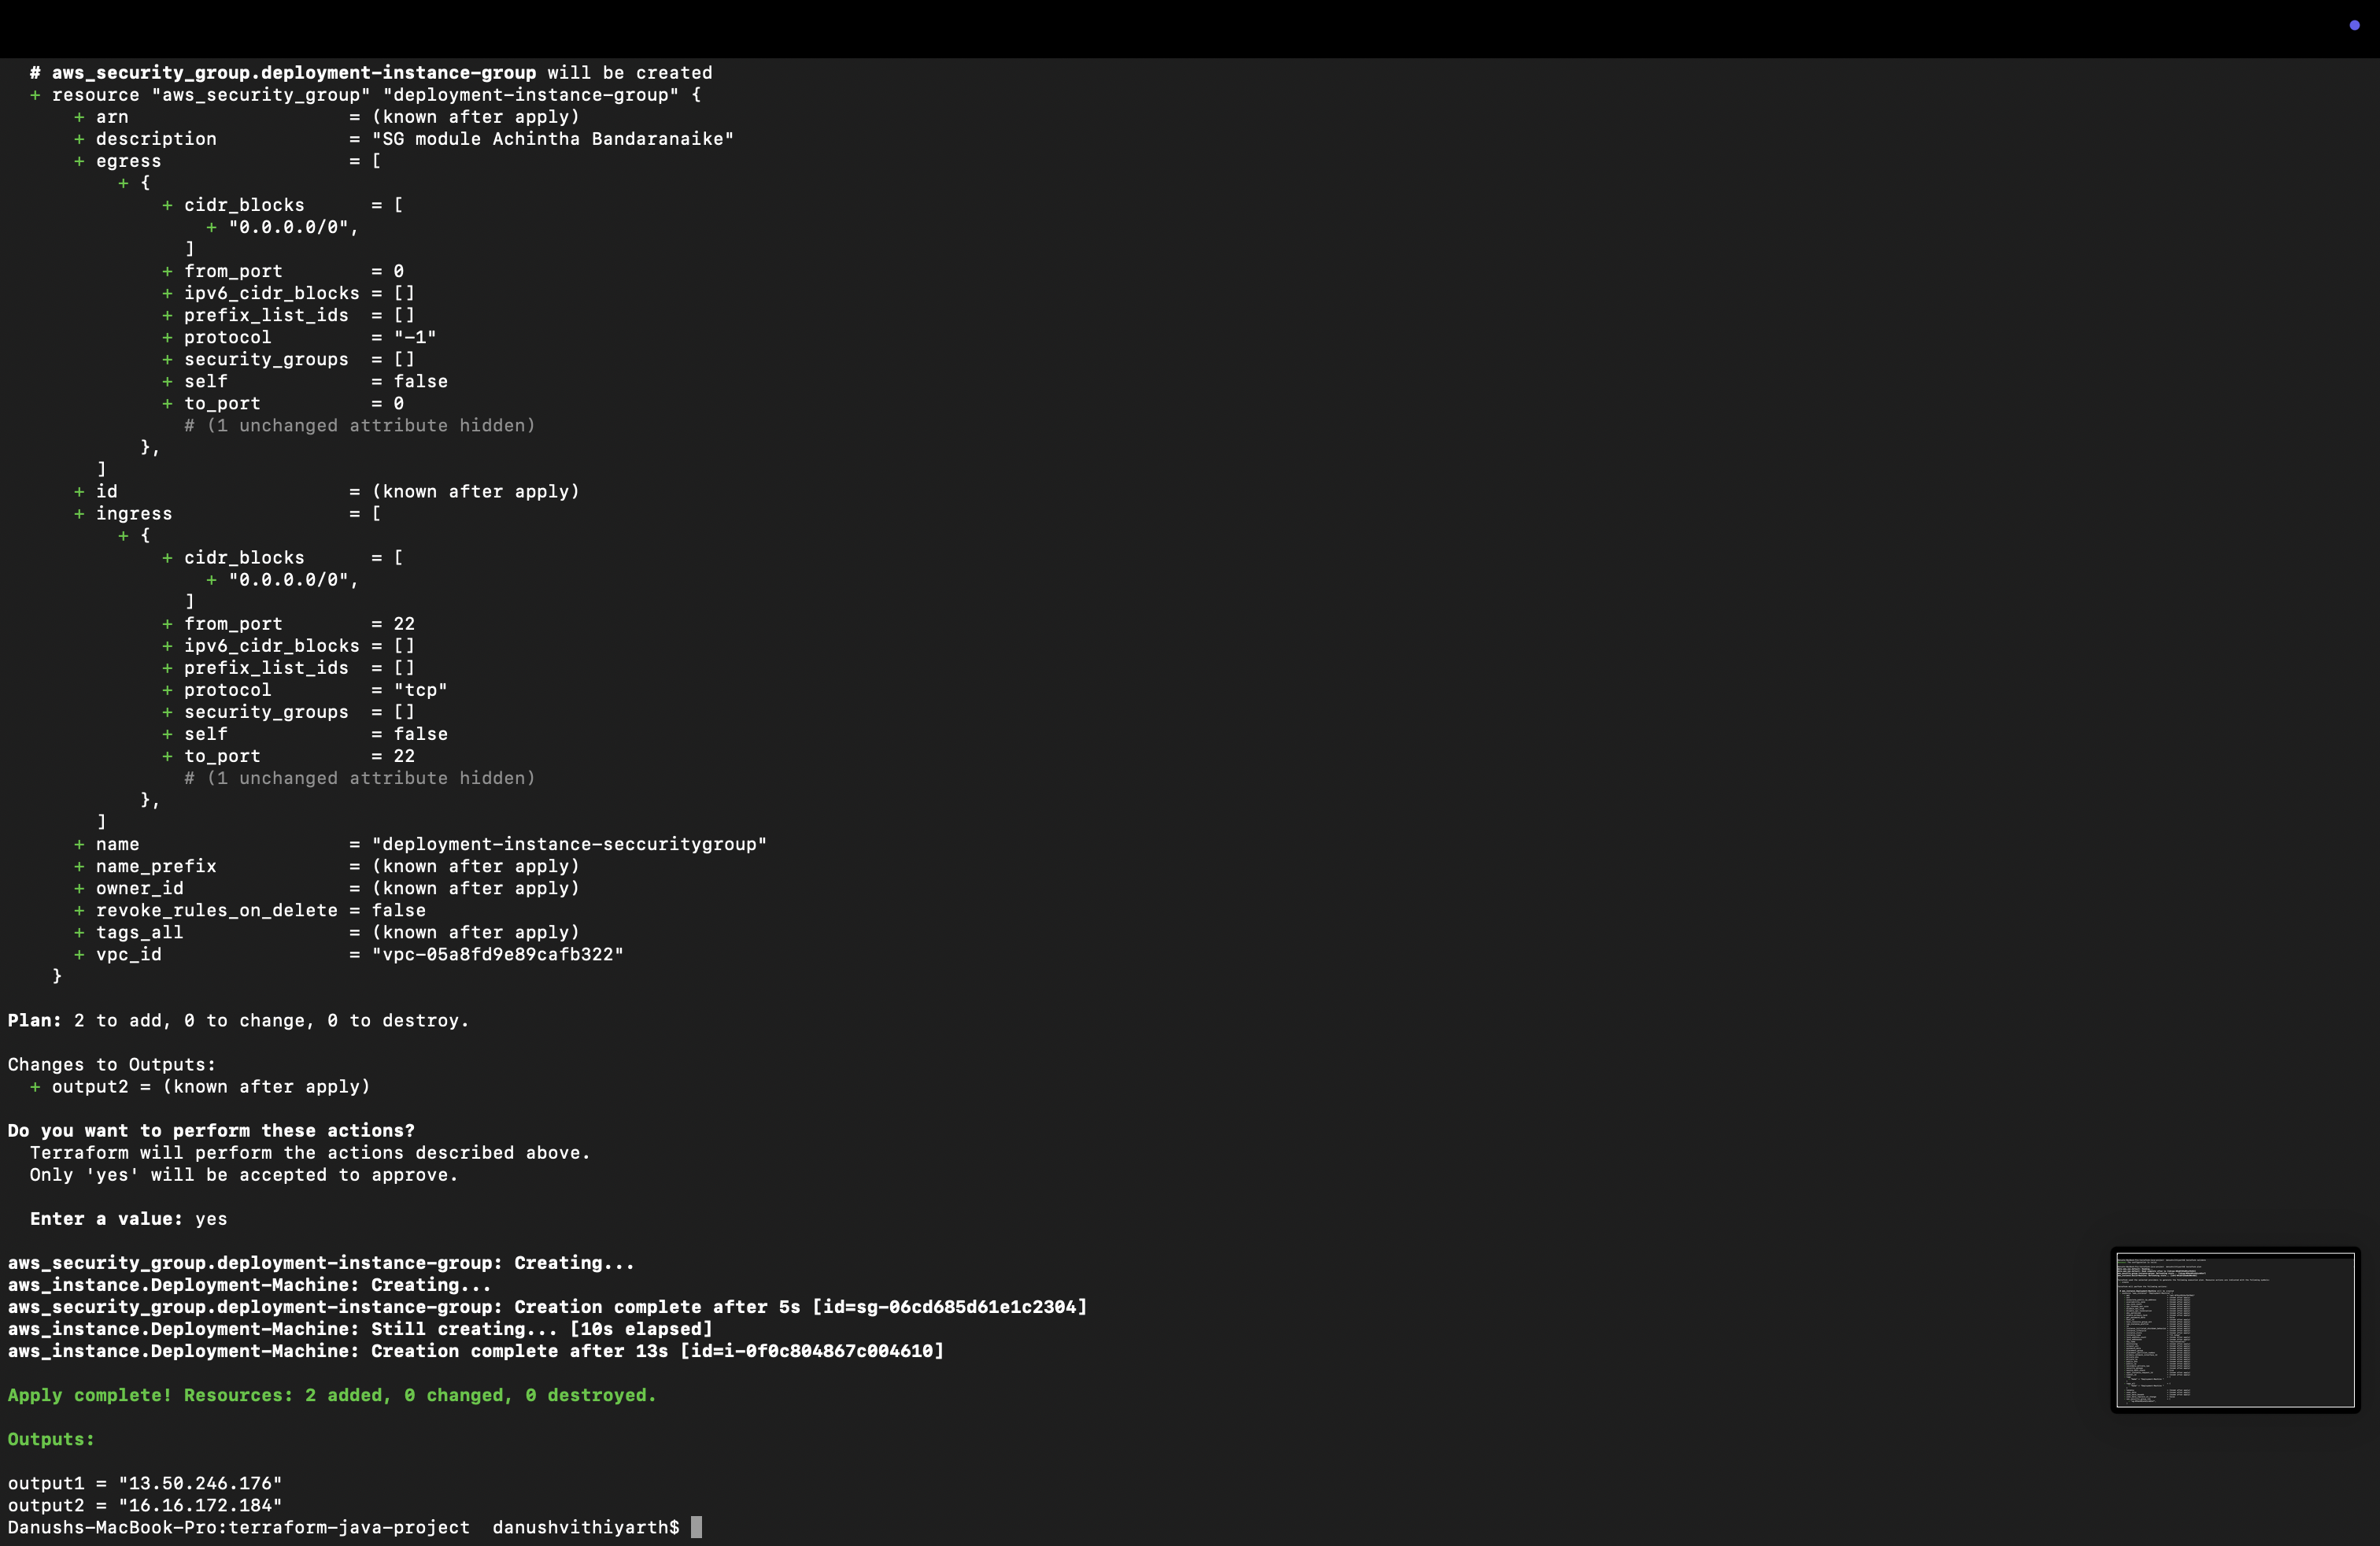 # aws_security_group.deployment-instance-group will be created
+ resource "aws_security_group" "deployment-instance-group" {
+ arn = (known after apply)
+ description = "SG module Achintha Bandaranaike"
+ egress = [
+ {
+ cidr_blocks = [
+ "0.0.0.0/0",
]
+ from_port = 0
+ ipv6_cidr_blocks = []
+ prefix_list_ids = []
+ protocol = "-1"
+ security_groups = []
+ self = false
+ to_port = 0
# (1 unchanged attribute hidden)
},
]
+ id = (known after apply)
+ ingress = [
+ {
+ cidr_blocks = [
+ "0.0.0.0/0",
]
+ from_port = 22
+ ipv6_cidr_blocks = []
+ prefix_list_ids = []
+ protocol = "tcp"
+ security_groups = []
+ self = false
+ to_port = 22
# (1 unchanged attribute hidden)
},
]
+ name = "deployment-instance-seccuritygroup"
+ name_prefix = (known after apply)
+ owner_id = (known after apply)
+ revoke_rules_on_delete = false
+ tags_all = (known after apply)
+ vpc_id = "vpc-05a8fd9e89cafb322"
}
Plan: 2 to add, 0 to change, 0 to destroy.
Changes to Outputs:
+ output2 = (known after apply)
Do you want to perform these actions?
Terraform will perform the actions described above.
Only 'yes' will be accepted to approve.
Enter a value: yes
aws_security_group.deployment-instance-group: Creating...
aws_instance.Deployment-Machine: Creating...
aws_security_group.deployment-instance-group: Creation complete after 5s [id=sg-06cd685d61e1c2304]
aws_instance.Deployment-Machine: Still creating... [10s elapsed]
aws_instance.Deployment-Machine: Creation complete after 13s [id=i-0f0c804867c004610]
Apply complete! Resources: 2 added, 0 changed, 0 destroyed.
Outputs:
output1 = "13.50.246.176"
output2 = "16.16.172.184"
Danushs-MacBook-Pro:terraform-java-project danushvithiyarth$